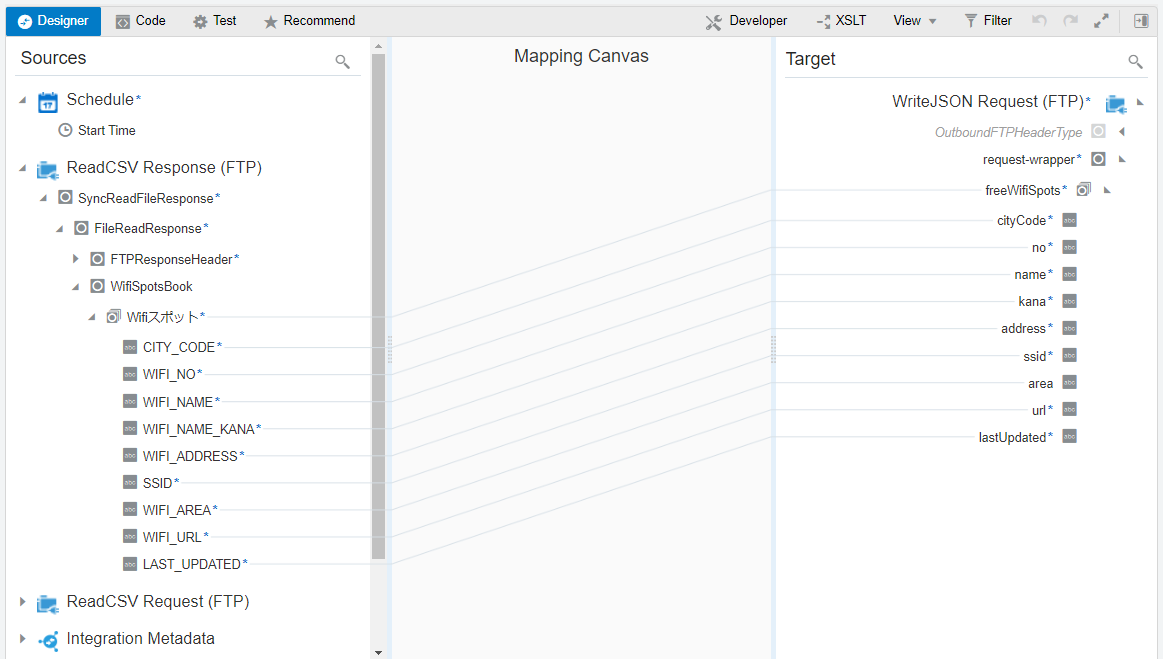 Designer Code Test Recommend Developer XSLT View Filter
Sources
Schedule*
17
Start Time
ReadCSV Response (FTP)
SyncReadFileResponse*
FileReadResponse*
FTPResponseHeader*
WifiSpotsBook
Wifiスポット*
abc CITY_CODE*
abc WIFI_NO*
abc WIFI_NAME*
abc WIFI_NAME_KANA*
abc WIFI_ADDRESS*
abc SSID*
abc WIFI_AREA*
abc WIFI_URL*
abc LAST_UPDATED*
ReadCSV Request (FTP)
Integration Metadata
Mapping Canvas
Target
WriteJSON Request (FTP)*
OutboundFTPHeaderType
request-wrapper*
freeWifiSpots*
cityCode* abc
no* abc
name* abc
kana* abc
address* abc
ssid* abc
area abc
url* abc
lastUpdated* abc